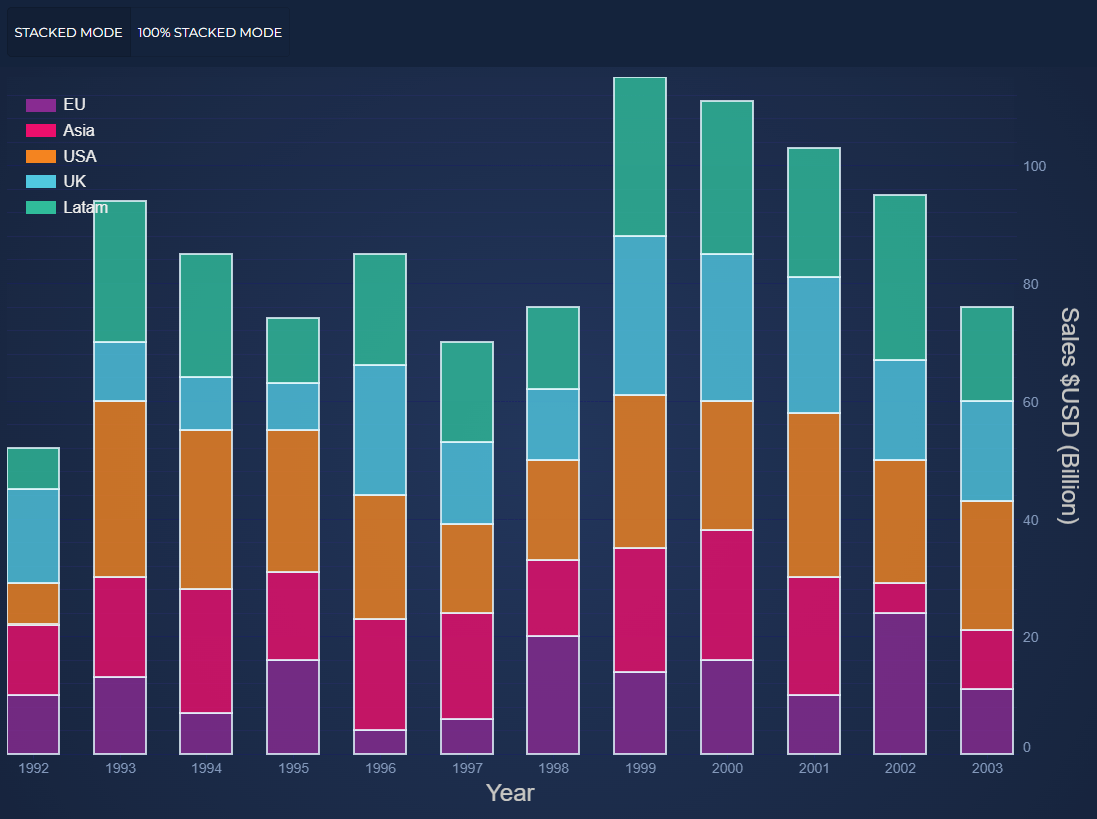 STACKED MODE 100% STACKED MODE
EU
Asia
USA
UK
Latam
100
80
60
40
20
0
Sales $USD (Billion)
1992 1993 1994 1995 1996 1997 1998 1999 2000 2001 2002 2003
Year